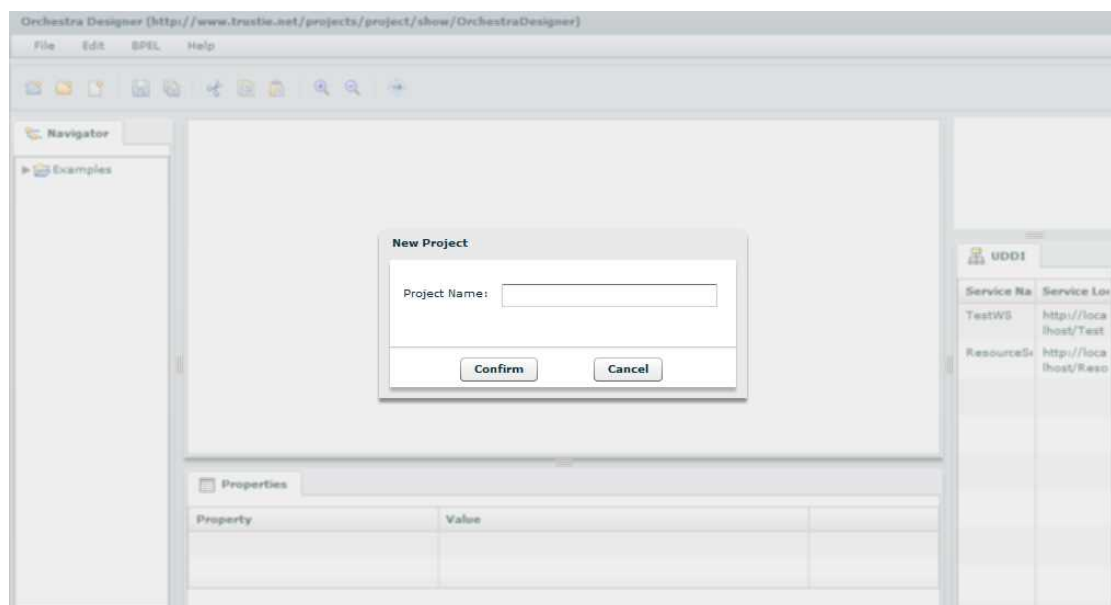 Orchestra Designer (http://www.trustie.net/projects/project/show/OrchestraDesigner)
File Edit BPEL Help
Navigator
Examples
New Project
Project Name:
Confirm Cancel
UDDI
Service Na Service Loc
TestWS http://loca
lhost/Test
ResourceSe http://loca
lhost/Reso
Properties
Property Value